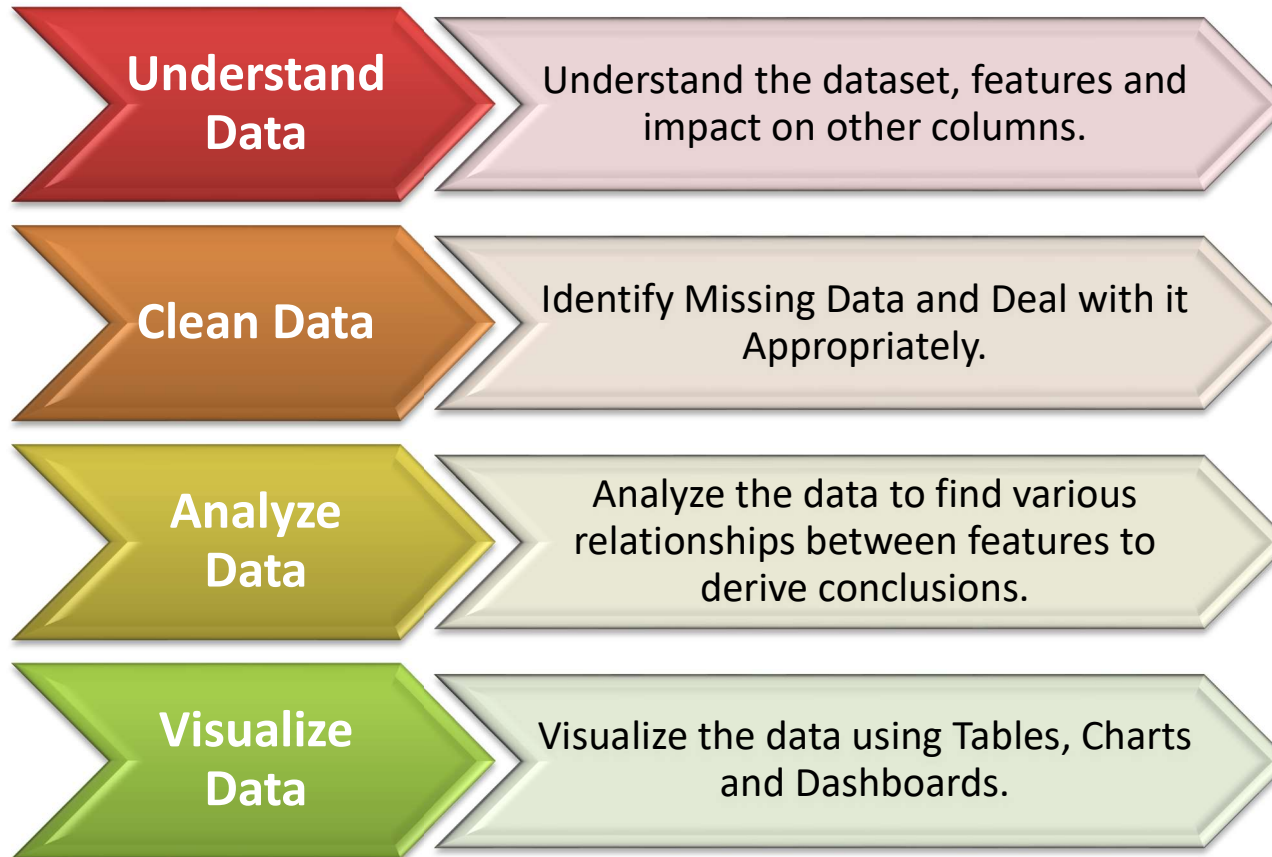 Understand
Data
Understand the dataset, features and
impact on other columns.
Clean Data
Identify Missing Data and Deal with it
Appropriately.
Analyze
Data
Analyze the data to find various
relationships between features to
derive conclusions.
Visualize
Data
Visualize the data using Tables, Charts
and Dashboards.